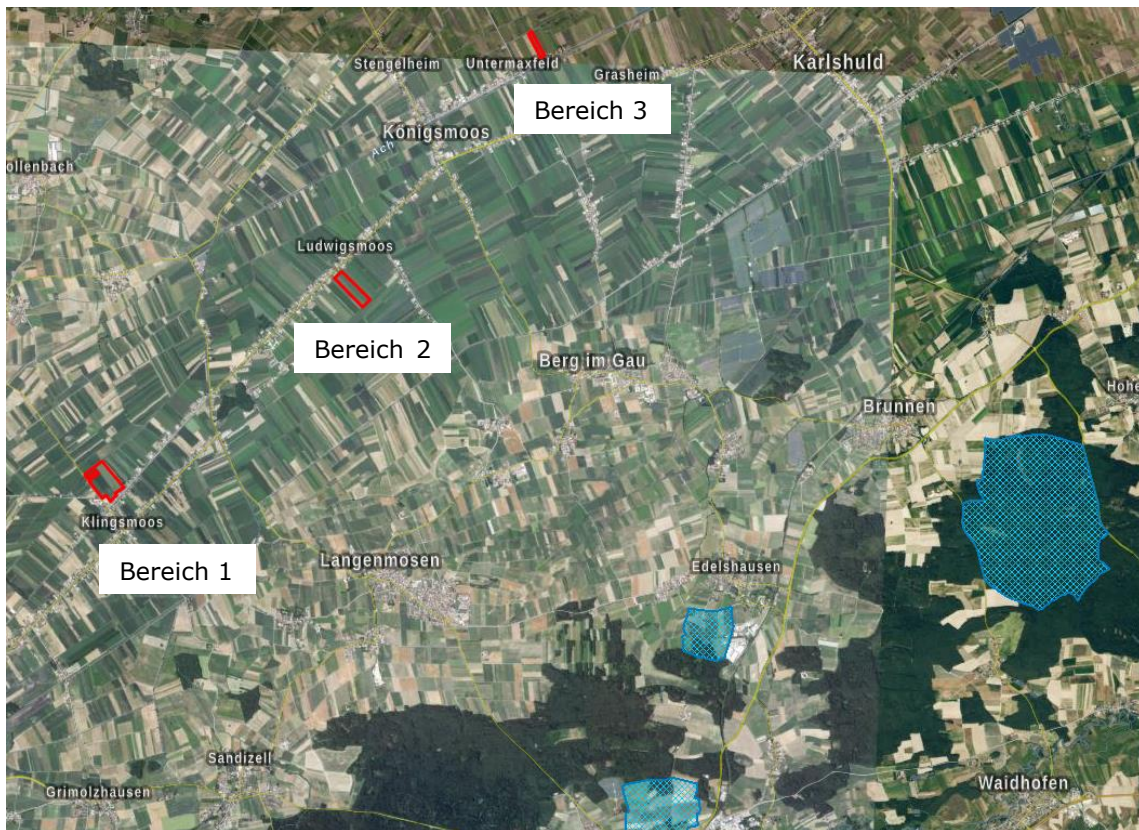 Stengelheim
Untermaxfeld
Grasheim
Karlshuld
Bereich 3
Königsmoos
Ach
ollenbach
Ludwigsmoos
Bereich 2
Berg im Gau
Hohe
Brunnen
Klingsmoos
Bereich 1
Langenmosen
Edelshausen
Sandizell
Grimolzhausen
Waidhofen